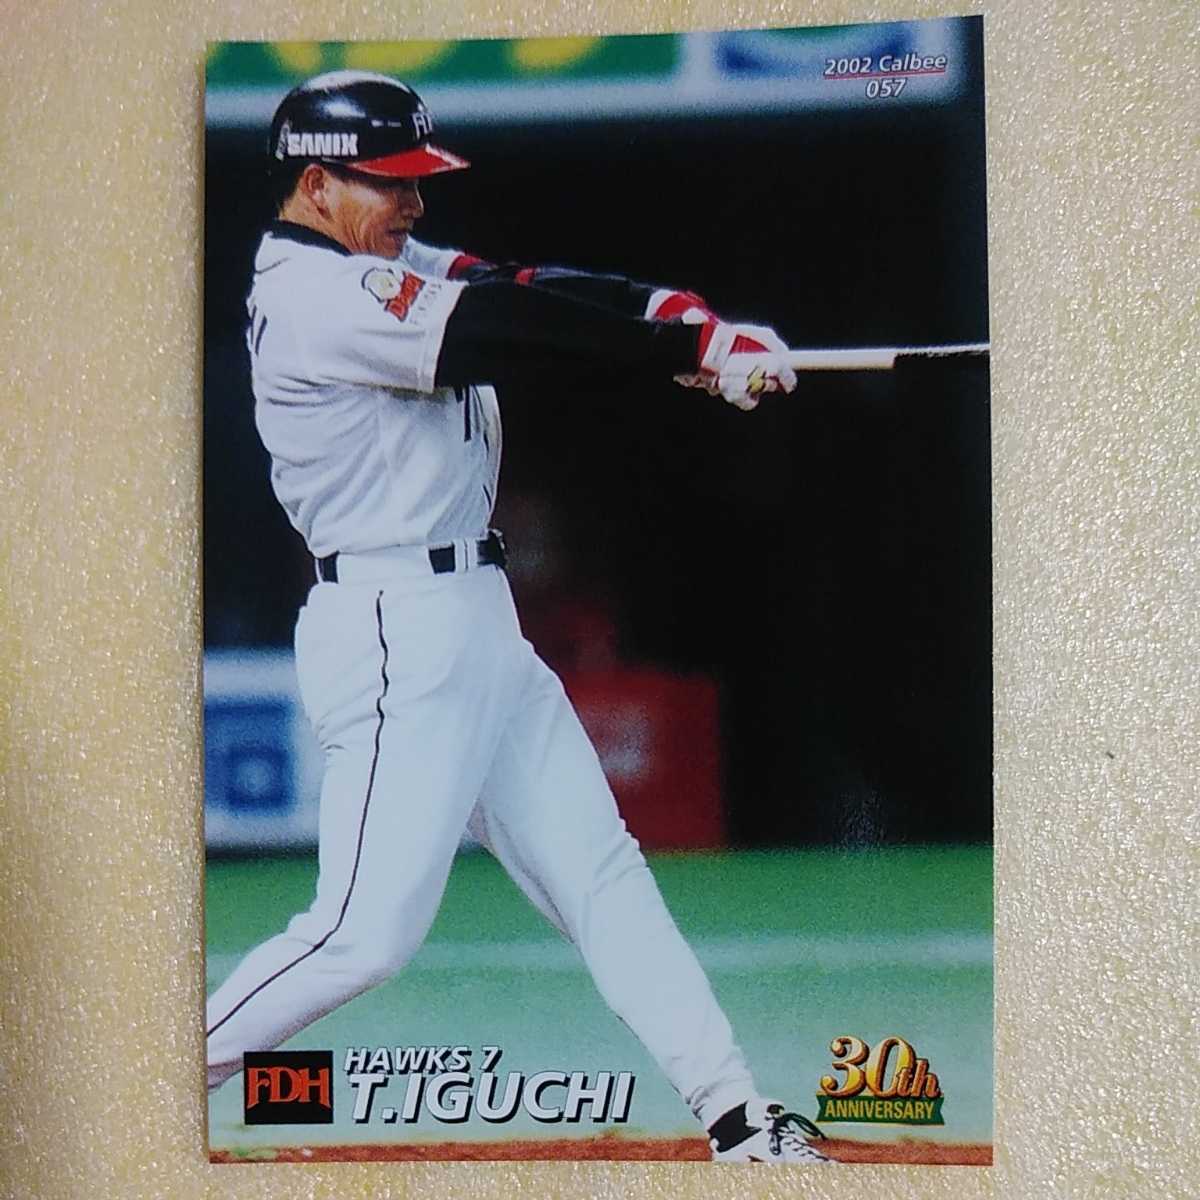 2002 Calbee
057
SANIX
FDH
HAWKS 7
T.IGUCHI
30th
ANNIVERSARY